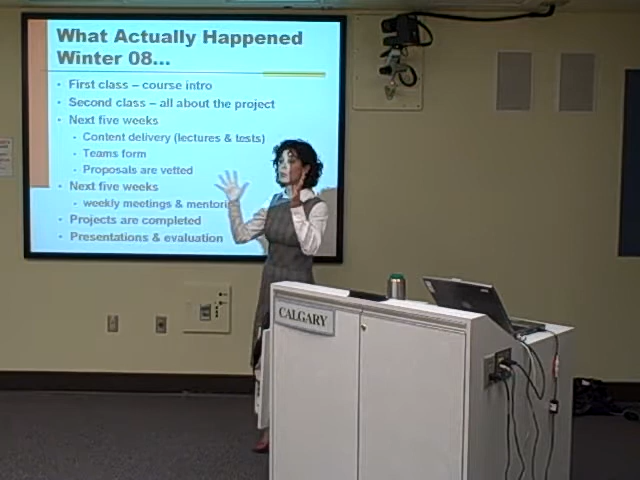 What Actually Happened
Winter 08...
First class – course intro
Second class – all about the project
Next five weeks
Content delivery (lectures & tests)
Teams form
Proposals are vetted
Next five weeks
weekly meetings &
Projects are completed
Presentations & evaluation
CALGARY